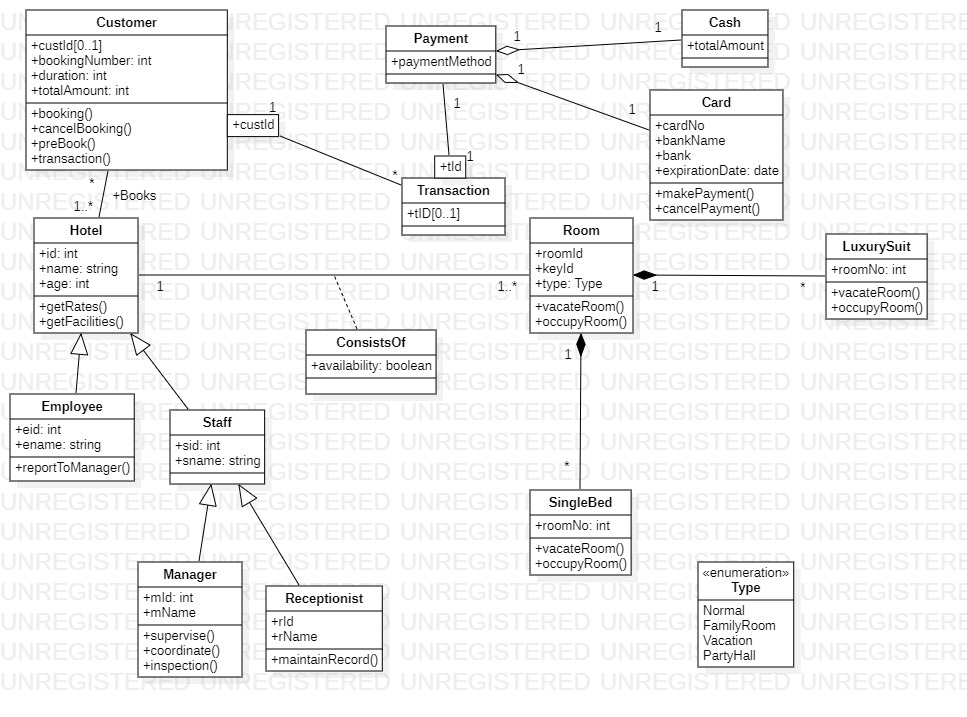 Customer
+custId[0..1]
+bookingNumber: int
+duration: int
+totalAmount: int
+booking()
+cancelBooking()
+preBook()
+transaction()
1
+custId
*
Payment
+paymentMethod
1
1
Cash
+totalAmount
1
1
Card
+cardNo
+bankName
+bank
+expirationDate: date
+makePayment()
+cancelPayment()
1
1
+tId
Transaction
+tID[0..1]
*
+Books
1..*
Hotel
+id: int
+name: string
+age: int
+getRates()
+getFacilities()
1
1..*
Room
+roomId
+keyId
+type: Type
+vacateRoom()
+occupyRoom()
1
*
LuxurySuit
+roomNo: int
+vacateRoom()
+occupyRoom()
ConsistsOf
+availability: boolean
1
*
Employee
+eid: int
+ename: string
+reportToManager()
Staff
+sid: int
+sname: string
SingleBed
+roomNo: int
+vacateRoom()
+occupyRoom()
Manager
+mId: int
+mName
+supervise()
+coordinate()
+inspection()
Receptionist
+rId
+rName
+maintainRecord()
«enumeration»
Type
Normal
FamilyRoom
Vacation
PartyHall
UNREGISTERED